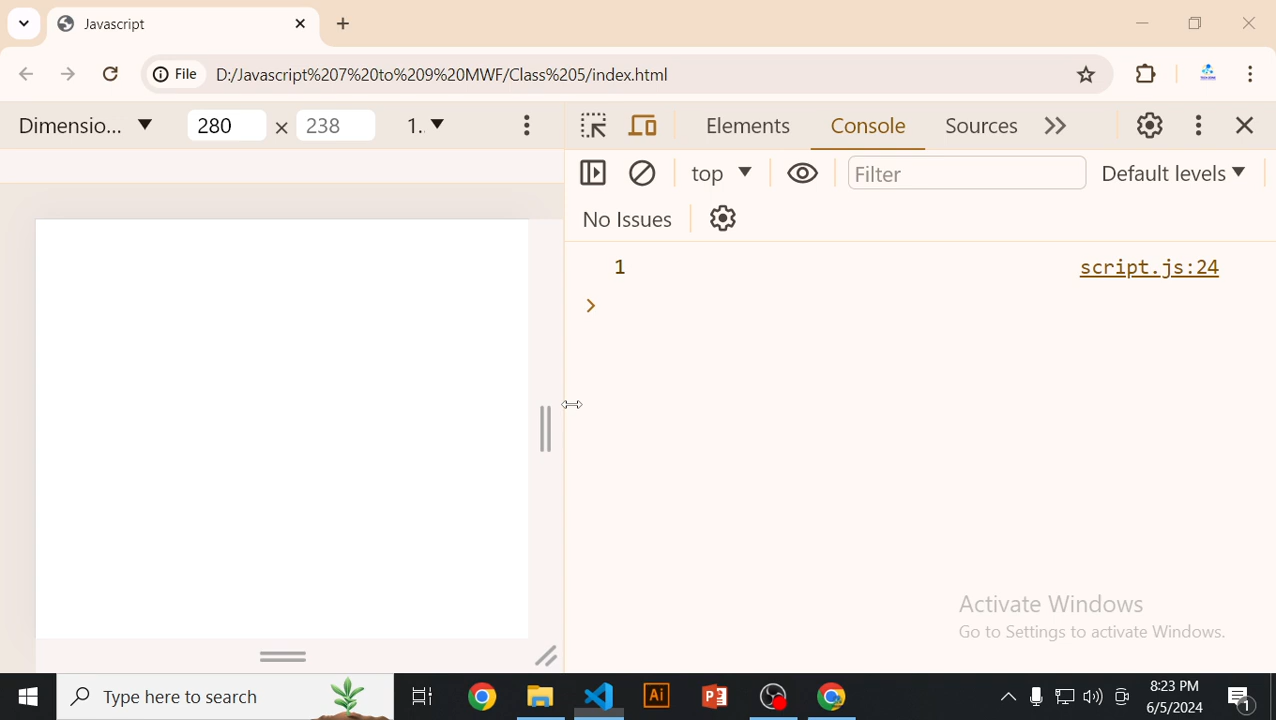 Javascript
File
D:/Javascript%207%20to%209%20MWF/Class%205/index.html
Dimensio...
280
×
238
1..
Elements
Console
Sources
top
Filter
Default levels
No Issues
1
script.js:24
Activate Windows
Go to Settings to activate Windows.
Type here to search
Ai
P
8:23 PM
6/5/2024
1